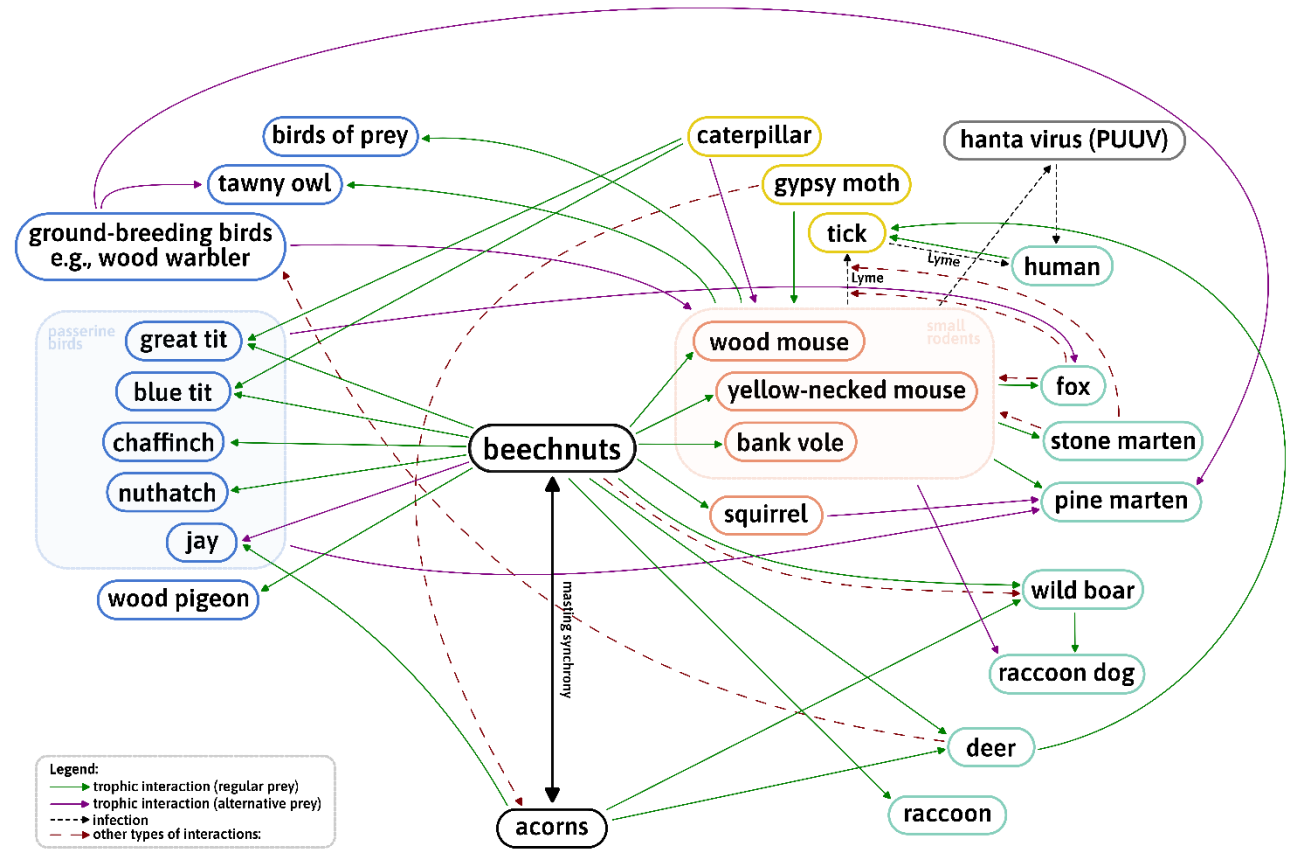 birds of prey
caterpillar
hanta virus (PUUV)
tawny owl
gypsy moth
ground-breeding birds
e.g., wood warbler
tick
Lyme
human
Lyme
passerine
birds
great tit
small
rodents
wood mouse
blue tit
yellow-necked mouse
fox
chaffinch
beechnuts
bank vole
stone marten
nuthatch
squirrel
pine marten
jay
wood pigeon
masting synchrony
wild boar
raccoon dog
deer
Legend:
trophic interaction (regular prey)
trophic interaction (alternative prey)
infection
other types of interactions:
acorns
raccoon